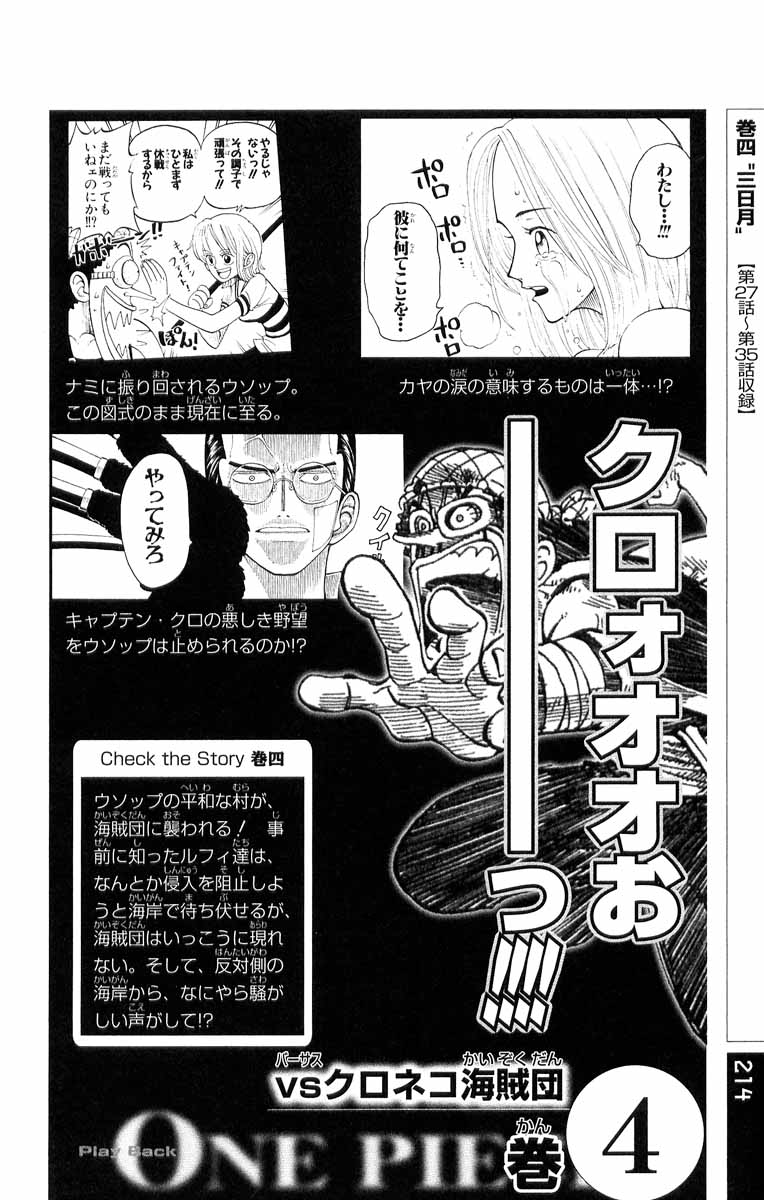 巻四 "三日月"
【第27話〜第35話収録】
わたし…!!!
彼に何てことを…
ポロ
ポロ…
カヤの涙の意味するものは一体…!?
やるじゃ
ないっ!!
その調子で
頑張って!!
私は
ひとまず
休戦
するから
まだ戦っても
いねェのにか!!!?
ガボーン
ぽん!
ナミに振り回されるウソップ。
この図式のまま現在に至る。
クロォオオお
――っ!!!!!
やってみろ
クイッ
キャプテン・クロの悪しき野望
をウソップは止められるのか!?
Check the Story 巻四
ウソップの平和な村が、
海賊団に襲われる! 事
前に知ったルフィ達は、
なんとか侵入を阻止しよ
うと海岸で待ち伏せるが、
海賊団はいっこうに現れ
ない。そして、反対側の
海岸から、なにやら騒が
しい声がして!?
vsクロネコ海賊団
Play Back
ONE PIE
巻
4
214